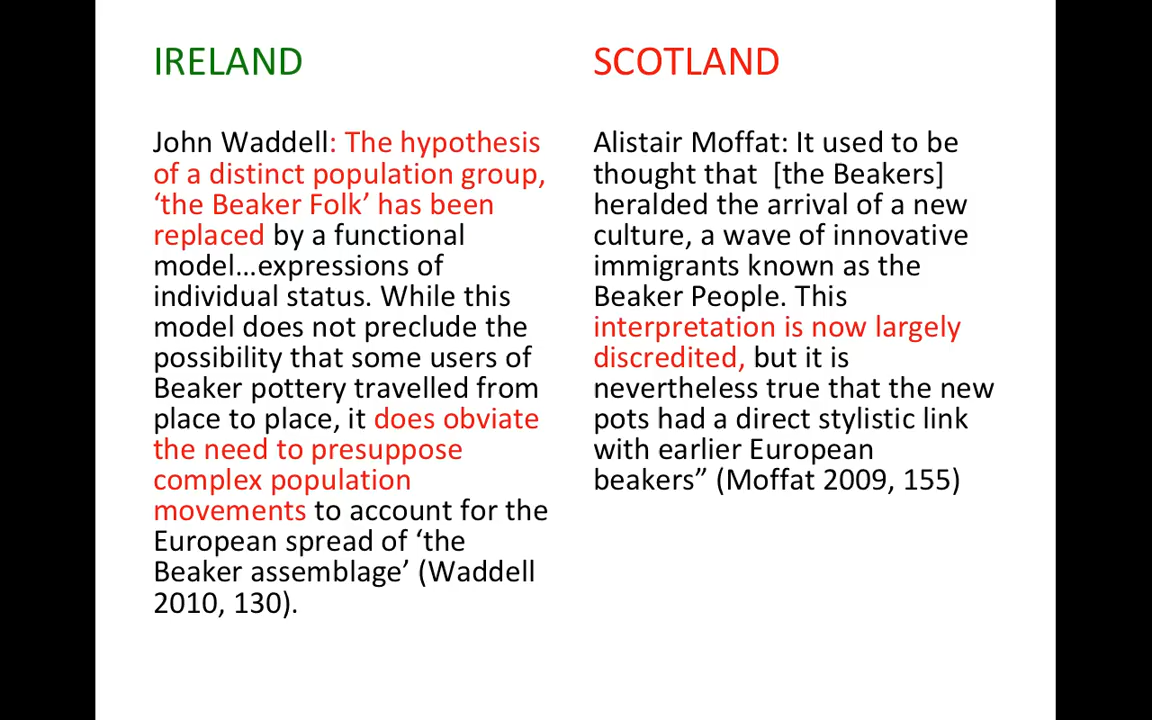 IRELAND
John Waddell: The hypothesis
of a distinct population group,
‘the Beaker Folk’ has been
replaced by a functional
model…expressions of
individual status. While this
model does not preclude the
possibility that some users of
Beaker pottery travelled from
place to place, it does obviate
the need to presuppose
complex population
movements to account for the
European spread of ‘the
Beaker assemblage’ (Waddell
2010, 130).
SCOTLAND
Alistair Moffat: It used to be
thought that  [the Beakers]
heralded the arrival of a new
culture, a wave of innovative
immigrants known as the
Beaker People. This
interpretation is now largely
discredited, but it is
nevertheless true that the new
pots had a direct stylistic link
with earlier European
beakers” (Moffat 2009, 155)